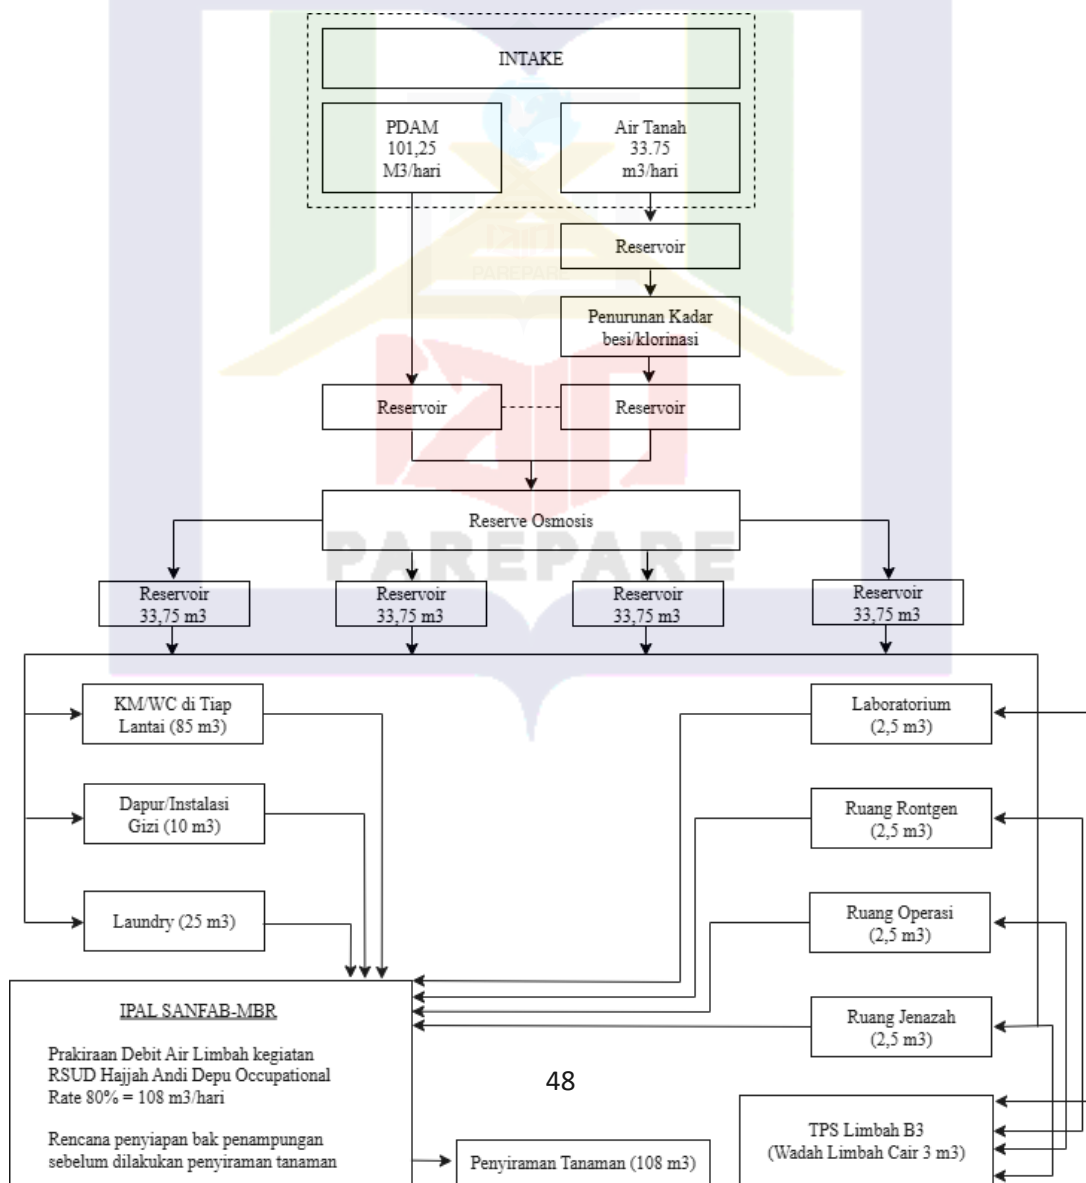 INTAKE
PDAM
101,25
M3/hari
Air Tanah
33.75
m3/hari
Reservoir
PAREPARE
Penurunan Kadar
besi/klorinasi
Reservoir
Reservoir
Reserve Osmosis
PAREPARE
Reservoir
33,75 m3
Reservoir
33,75 m3
Reservoir
33,75 m3
Reservoir
33,75 m3
KM/WC di Tiap
Lantai (85 m3)
Laboratorium
(2,5 m3)
Dapur/Instalasi
Gizi (10 m3)
Ruang Rontgen
(2,5 m3)
Laundry (25 m3)
Ruang Operasi
(2,5 m3)
IPAL SANFAB-MBR
Prakiraan Debit Air Limbah kegiatan
RSUD Hajjah Andi Depu Occupational
Rate 80% = 108 m3/hari
Rencana penyiapan bak penampungan
sebelum dilakukan penyiraman tanaman
Ruang Jenazah
(2,5 m3)
48
TPS Limbah B3
(Wadah Limbah Cair 3 m3)
Penyiraman Tanaman (108 m3)